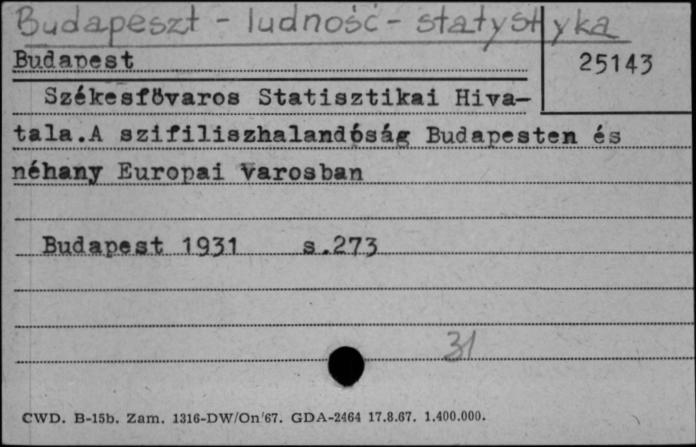 Budapeszt - ludność - statystyka
Budapest
25143
Székesfővaros Statisztikai Hiva-
tala.A szifiliszhalandóság Budapesten és
néhany Europai varosban
Budapest 1931 s.273
31
CWD. B-15b. Zam. 1316-DW/On/67. GDA-2464 17.8.67. 1.400.000.